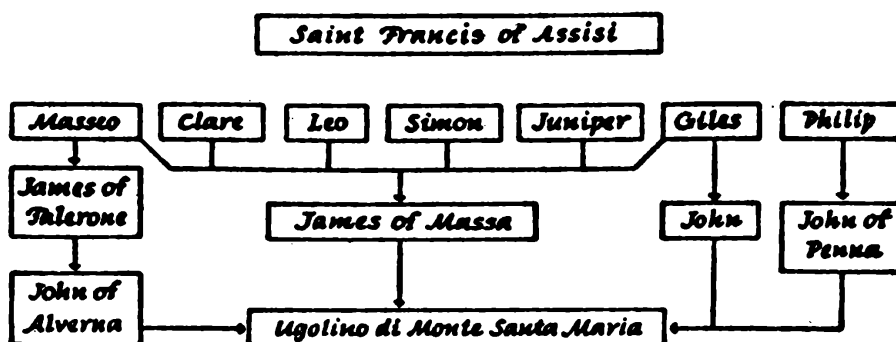 Saint Francis of Assisi
Masseo
Clare
Leo
Simon
Juniper
Giles
Philip
James of
Thlerone
James of Massa
John
John of
Penna
John of
Alverna
Ugolino di Monte Santa Maria